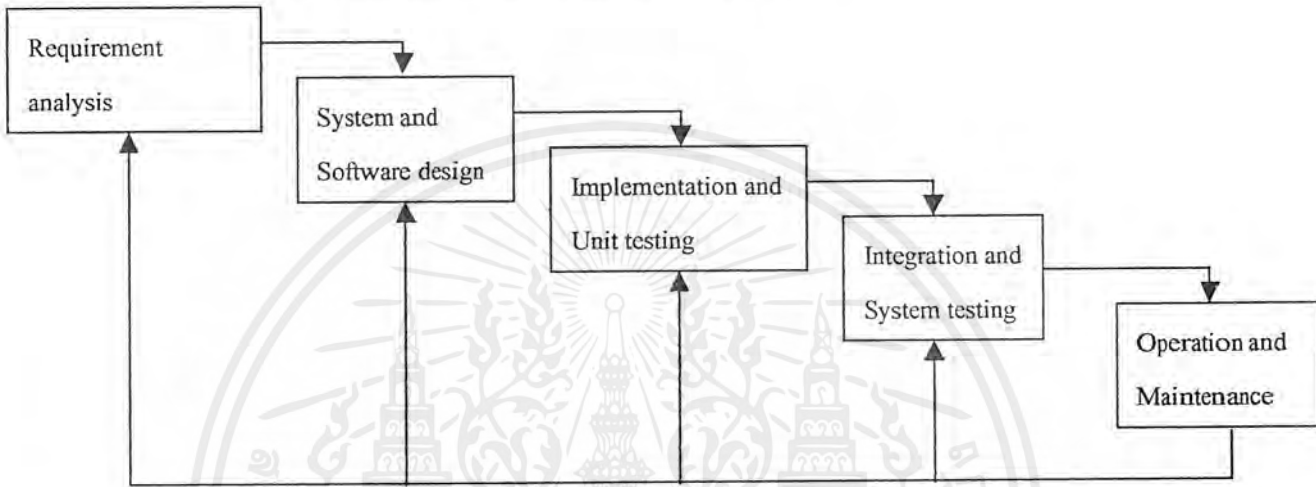 Requirement
analysis
System and
Software design
Implementation and
Unit testing
Integration and
System testing
Operation and
Maintenance